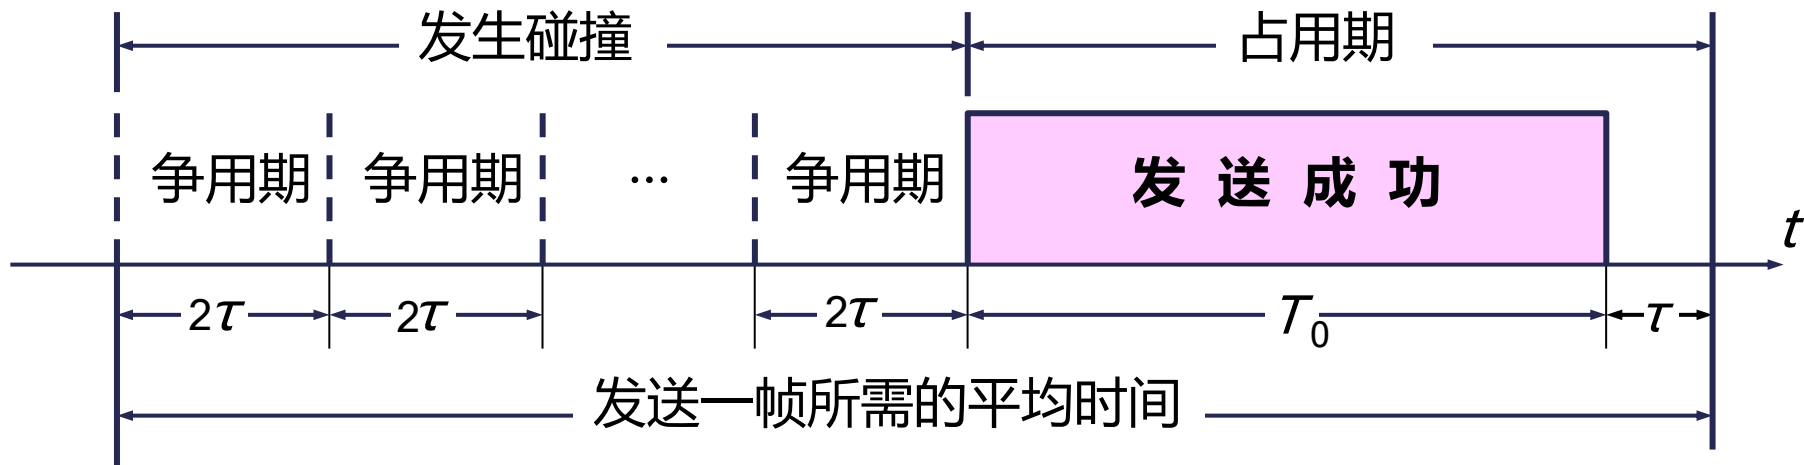 发生碰撞 占用期
争用期 争用期 ... 争用期 发送成功
t
2τ 2τ 2τ T0 τ
发送一帧所需的平均时间